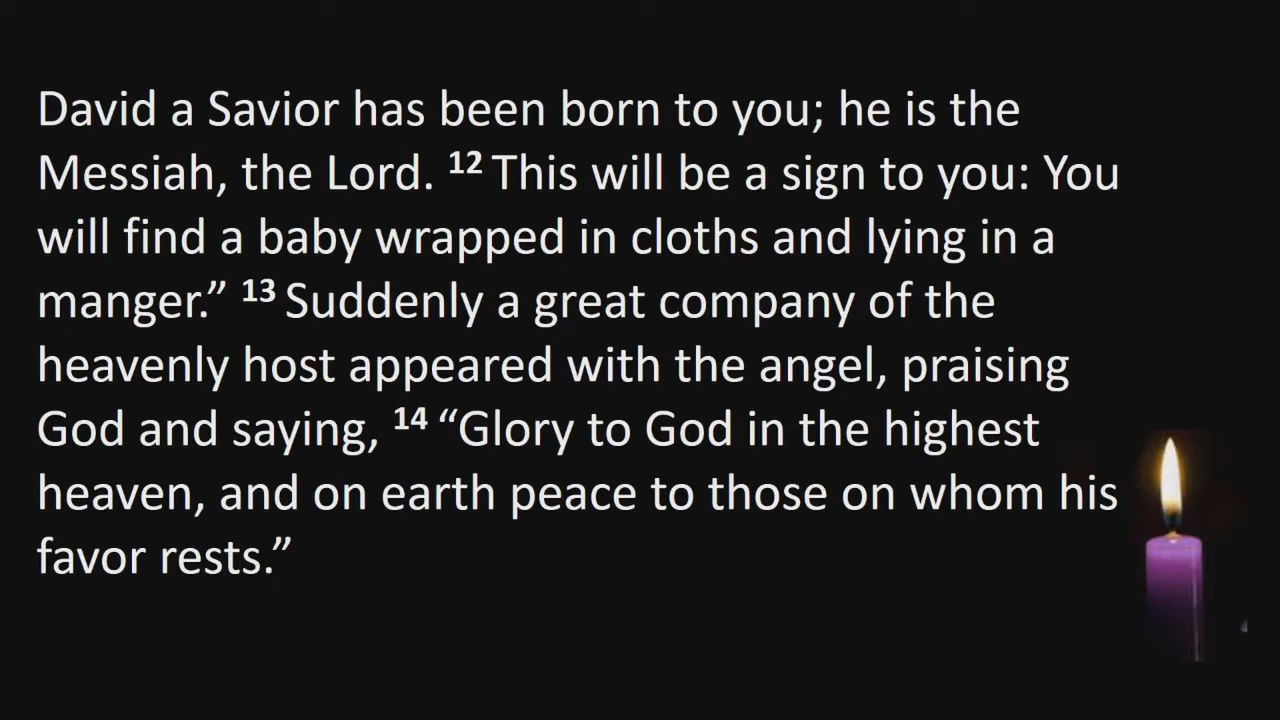 David a Savior has been born to you; he is the
Messiah, the Lord. 12 This will be a sign to you: You
will find a baby wrapped in cloths and lying in a
manger.” 13 Suddenly a great company of the
heavenly host appeared with the angel, praising
God and saying, 14 “Glory to God in the highest
heaven, and on earth peace to those on whom his
favor rests.”